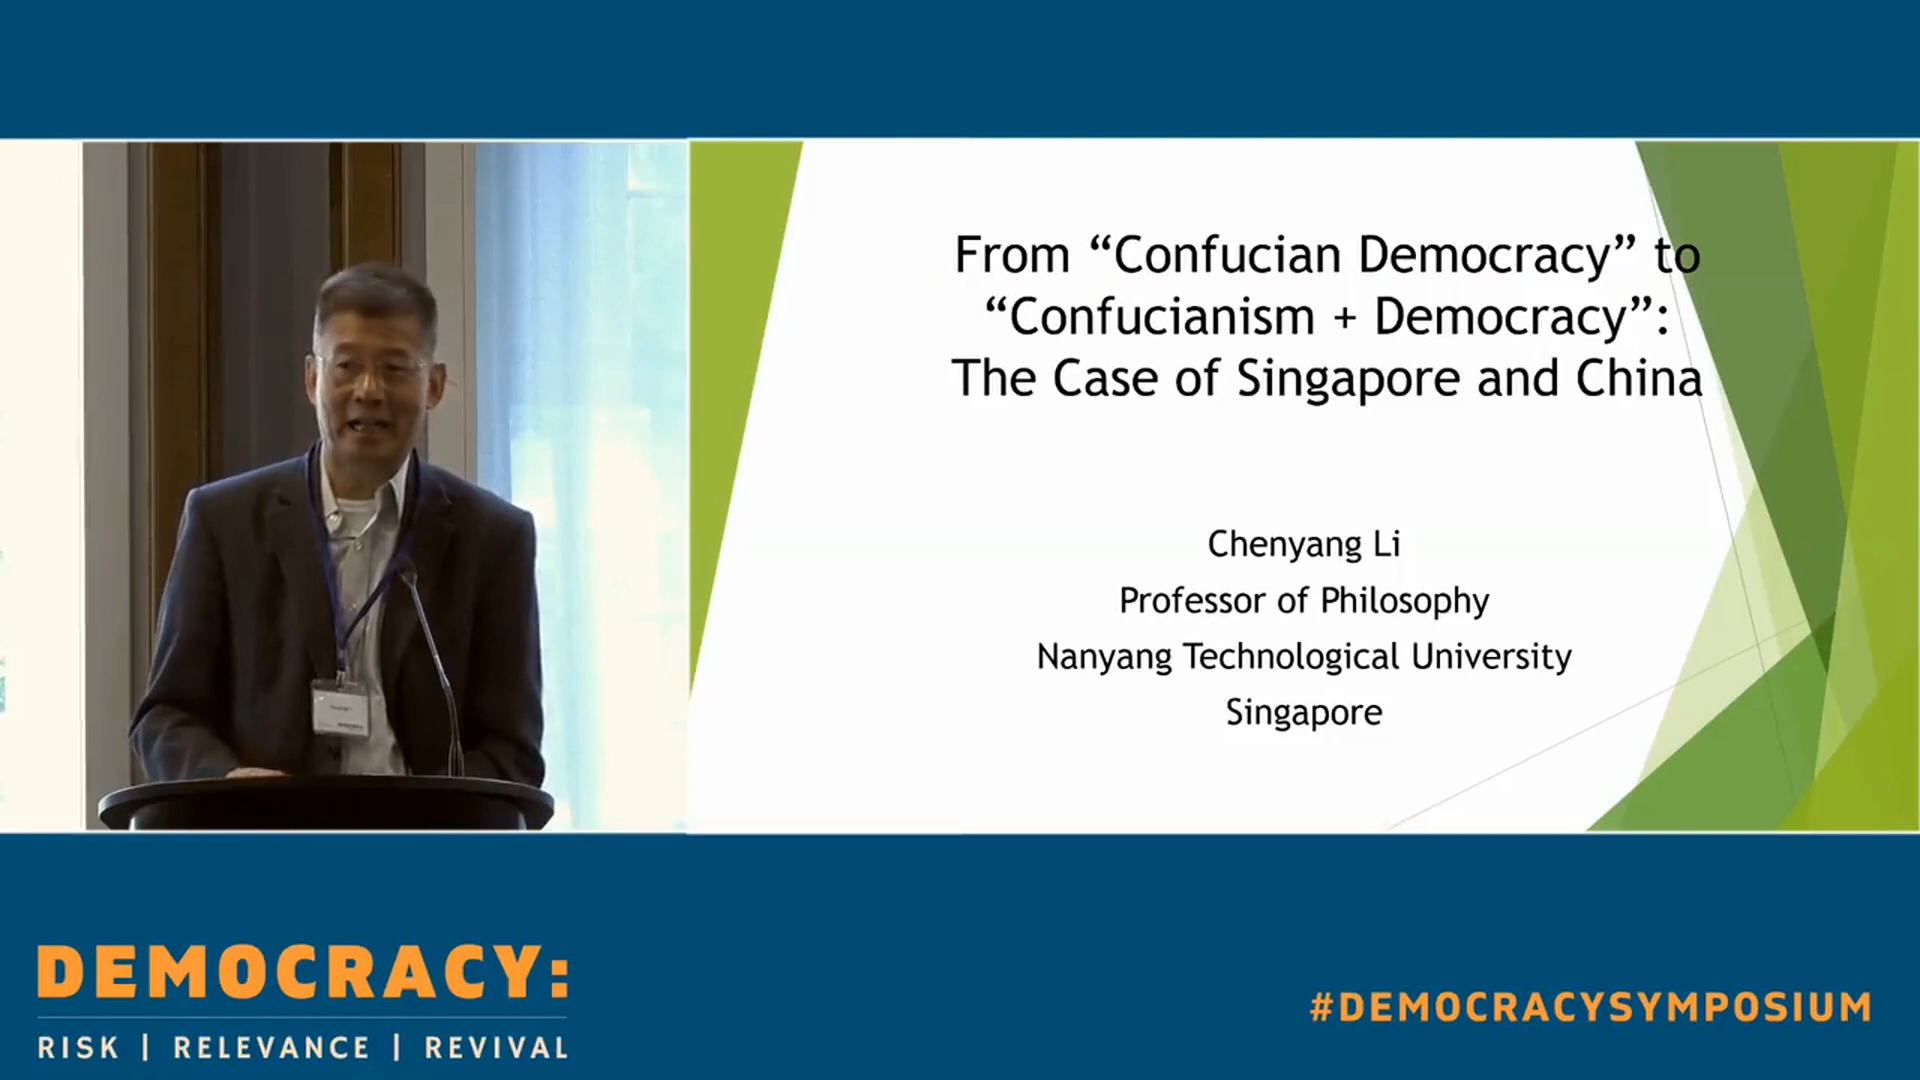 From “Confucian Democracy” to
“Confucianism + Democracy”:
The Case of Singapore and China
Chenyang Li
Professor of Philosophy
Nanyang Technological University
Singapore
DEMOCRACY:
RISK | RELEVANCE | REVIVAL
#DEMOCRACYSYMPOSIUM